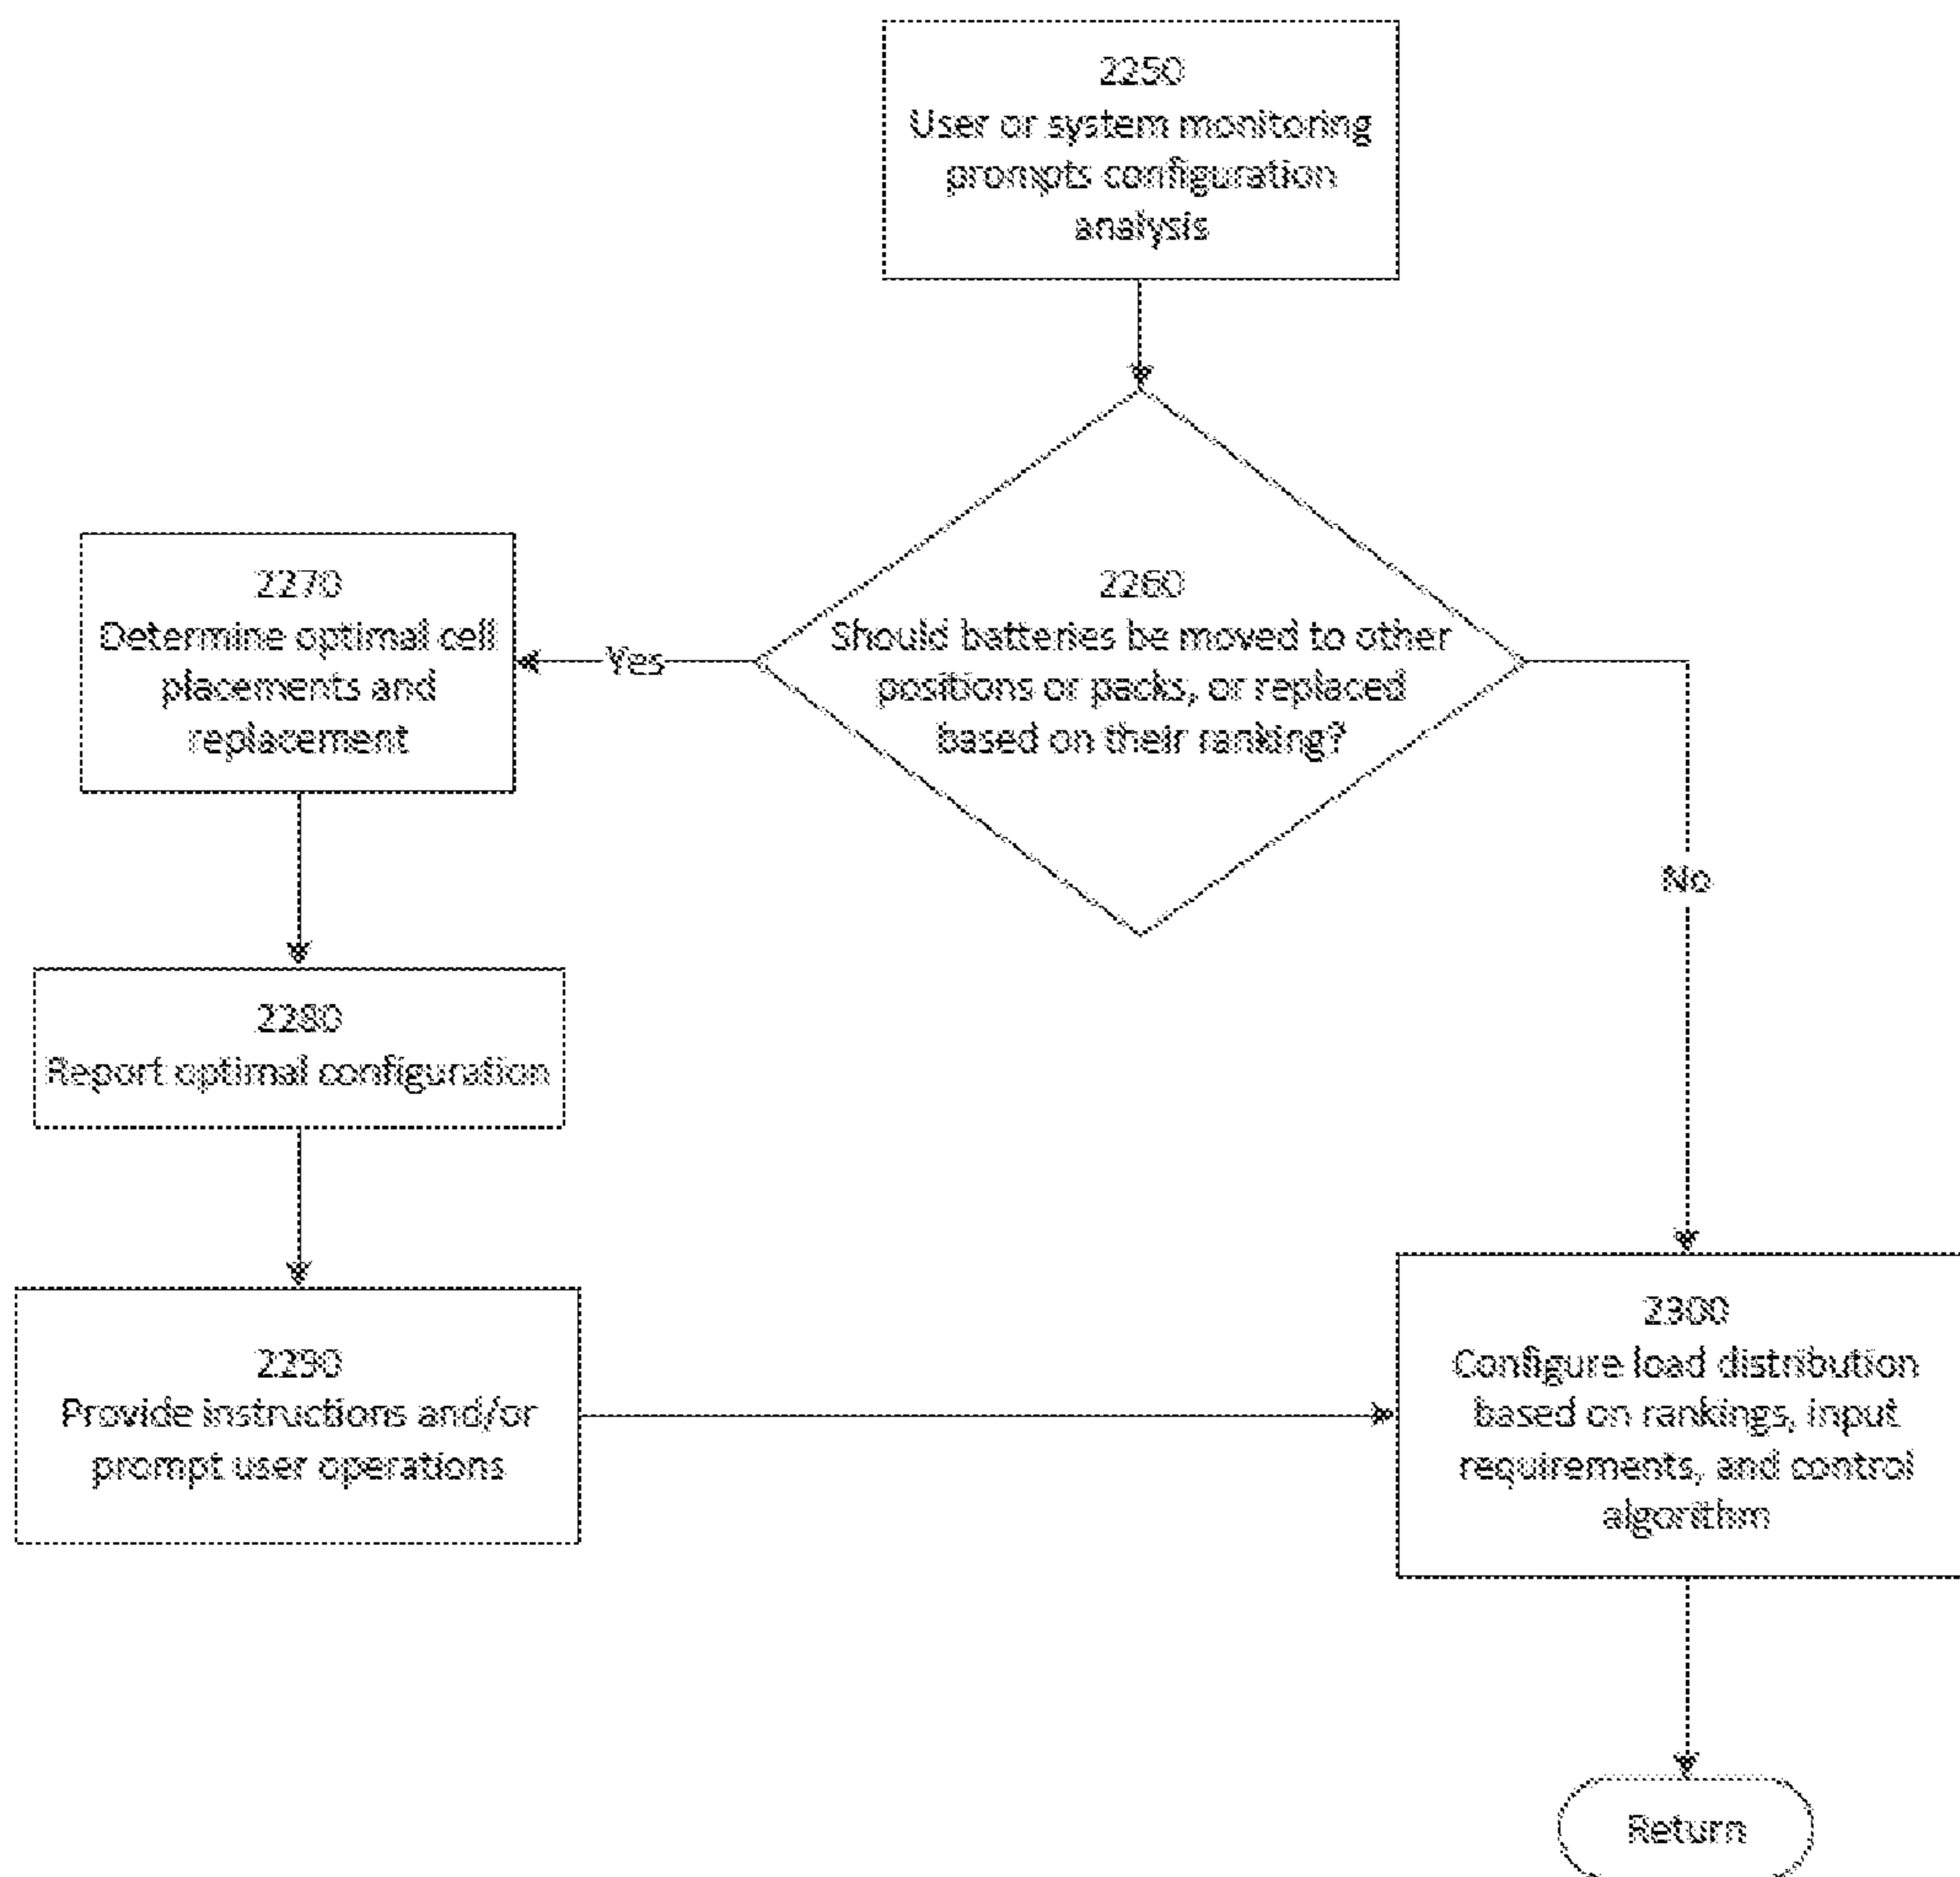 2250
User or system monitoring
prompts configuration
analysis
2260
Should batteries be moved to other
positions or packs, or replaced
based on their ranking?
Yes
No
2270
Determine optimal cell
placements and
replacement
2280
Report optimal configuration
2290
Provide instructions and/or
prompt user operations
2300
Configure load distribution
based on rankings, input
requirements, and control
algorithm
Return